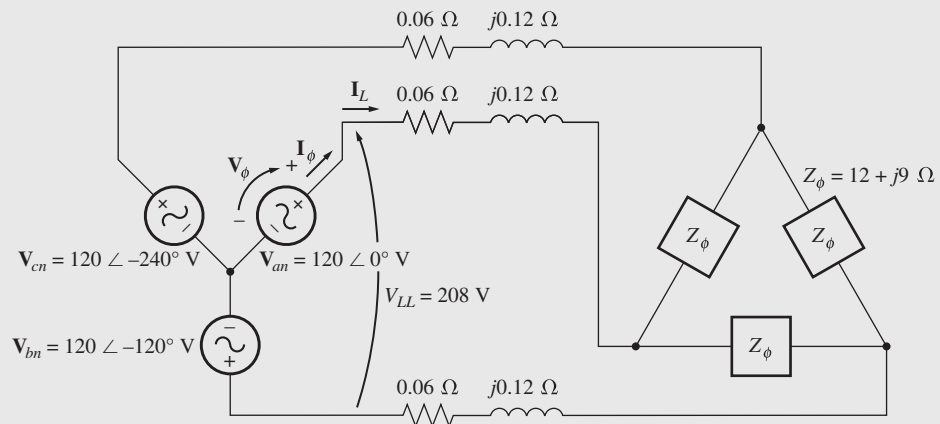 0.06 Ω
j0.12 Ω
I_L
0.06 Ω
j0.12 Ω
V_ϕ
+
I_ϕ
Z_ϕ = 12 + j9 Ω
–
+
–
+
–
Z_ϕ
Z_ϕ
V_cn = 120 ∠ –240° V
V_an = 120 ∠ 0° V
V_LL = 208 V
V_bn = 120 ∠ –120° V
–
+
Z_ϕ
0.06 Ω
j0.12 Ω